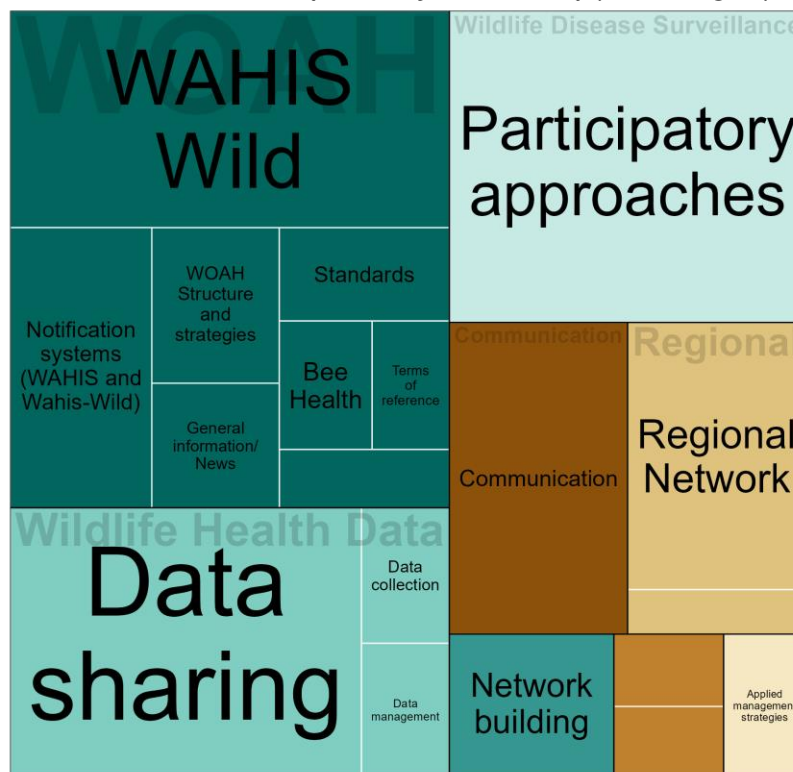 WOAH
WAHIS
Wild
Notification
systems
(WAHIS and
Wahis-Wild)
WOAH
Structure
and
strategies
General
information/
News
Standards
Bee
Health
Terms
of
reference
Wildlife Disease Surveillance
Participatory
approaches
Communication
Communication
Regional
Regional
Network
Wildlife Health Data
Data
sharing
Data
collection
Data
management
Network
building
Applied
management
strategies